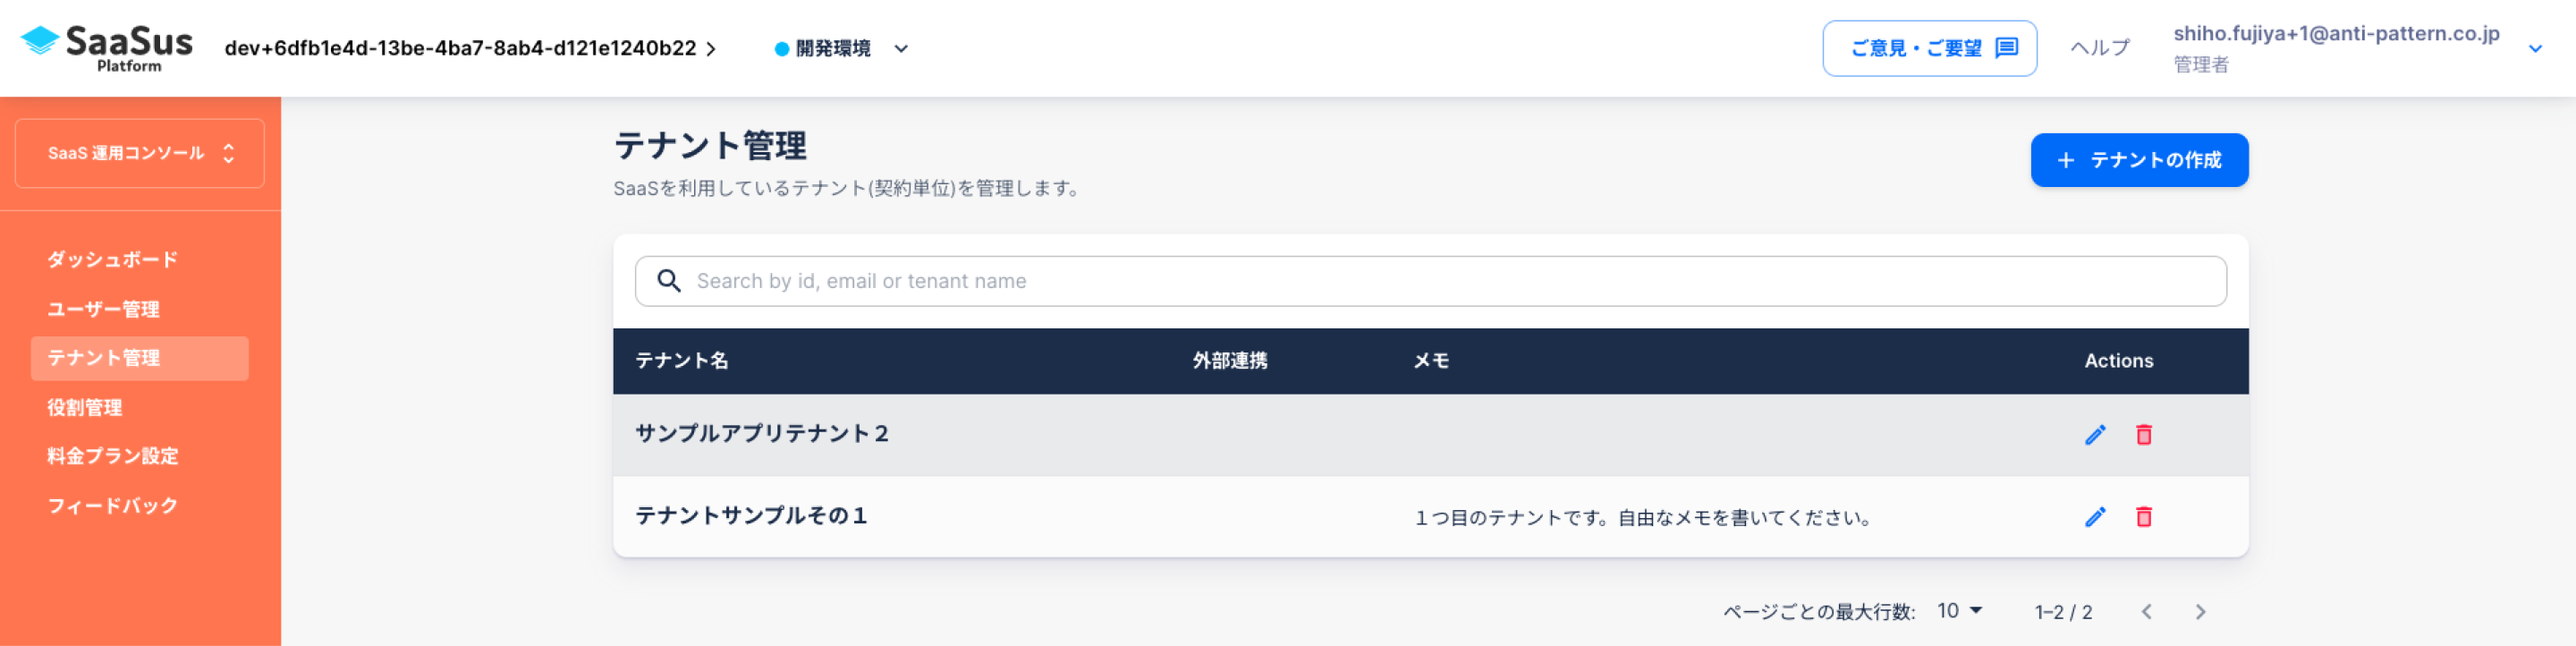 SaaSus
Platform
dev+6dfb1e4d-13be-4ba7-8ab4-d121e1240b22
開発環境
ご意見・ご要望
ヘルプ
shiho.fujiya+1@anti-pattern.co.jp
管理者
SaaS 運用コンソール
ダッシュボード
ユーザー管理
テナント管理
役割管理
料金プラン設定
フィードバック
テナント管理
SaaSを利用しているテナント(契約単位)を管理します。
+ テナントの作成
Search by id, email or tenant name
テナント名 外部連携 メモ Actions
サンプルアプリテナント２
テナントサンプルその１ １つ目のテナントです。自由なメモを書いてください。
ページごとの最大行数: 10 1–2 / 2